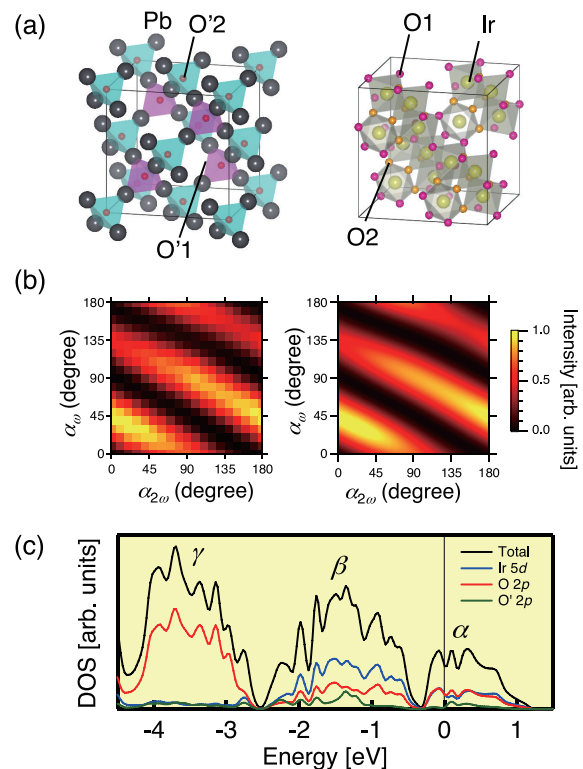 (a)
Pb
O'2
O1
Ir
O'1
O2
(b)
180
135
90
45
0
α_ω (degree)
0 45 90 135 180
α_2ω (degree)
180
135
90
45
0
α_ω (degree)
0 45 90 135 180
α_2ω (degree)
1.0
0.5
0.0
Intensity [arb. units]
(c)
DOS [arb. units]
γ
β
α
Total
Ir 5d
O 2p
O' 2p
-4 -3 -2 -1 0 1
Energy [eV]